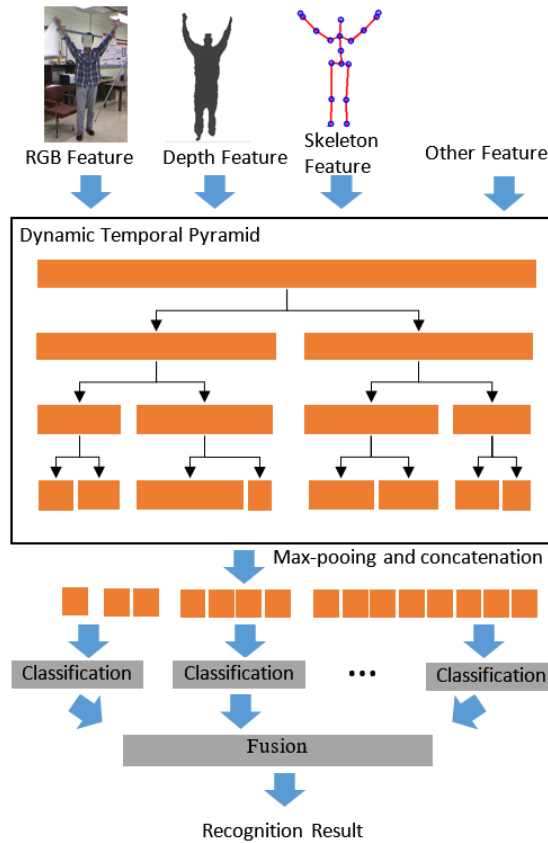 RGB Feature
Depth Feature
Skeleton
Feature
Other Feature
Dynamic Temporal Pyramid
Max-pooing and concatenation
Classification
Classification
•••
Classification
Fusion
Recognition Result